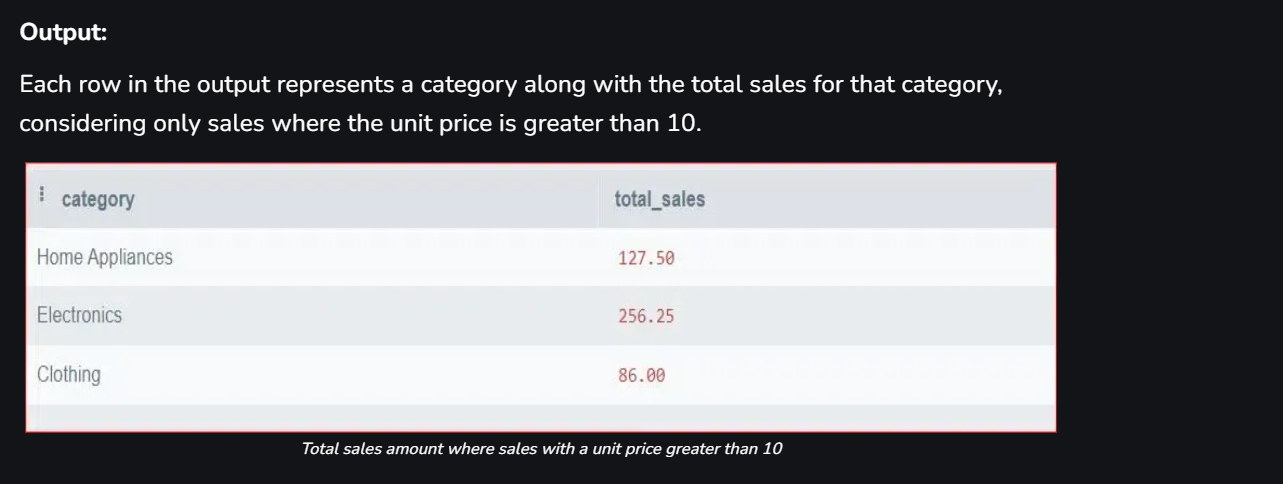 Output:
Each row in the output represents a category along with the total sales for that category,
considering only sales where the unit price is greater than 10.
category total_sales
Home Appliances 127.50
Electronics 256.25
Clothing 86.00
Total sales amount where sales with a unit price greater than 10